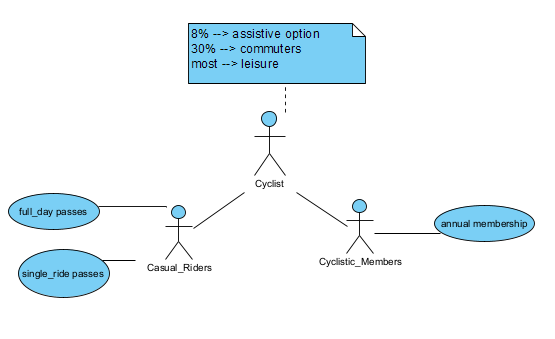 8% --> assistive option
30% --> commuters
most --> leisure
Cyclist
full_day passes
annual membership
single_ride passes
Casual_Riders
Cyclistic_Members